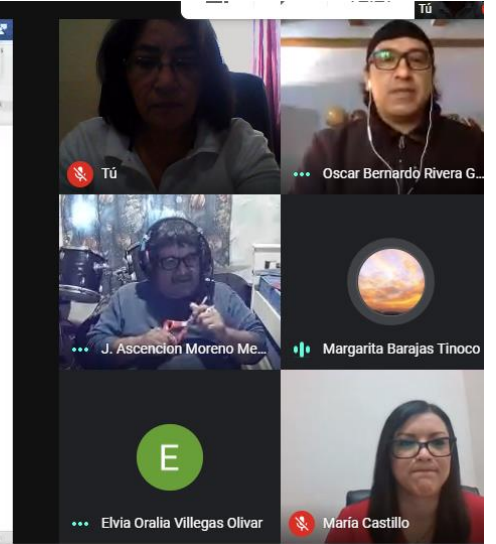 Tú
Tú
Oscar Bernardo Rivera G...
J. Ascencion Moreno Me...
Margarita Barajas Tinoco
E
Elvia Oralia Villegas Olivar
María Castillo